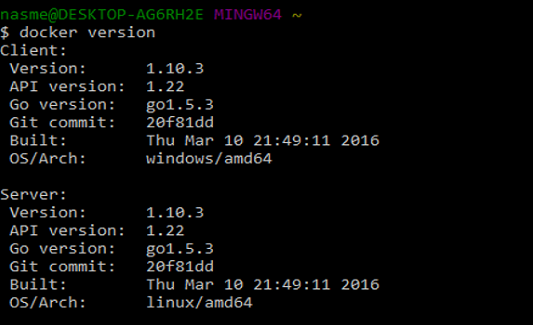 nasme@DESKTOP-AG6RH2E MINGW64 ~
$ docker version
Client:
 Version:      1.10.3
 API version:  1.22
 Go version:   go1.5.3
 Git commit:   20f81dd
 Built:        Thu Mar 10 21:49:11 2016
 OS/Arch:      windows/amd64

Server:
 Version:      1.10.3
 API version:  1.22
 Go version:   go1.5.3
 Git commit:   20f81dd
 Built:        Thu Mar 10 21:49:11 2016
 OS/Arch:      linux/amd64